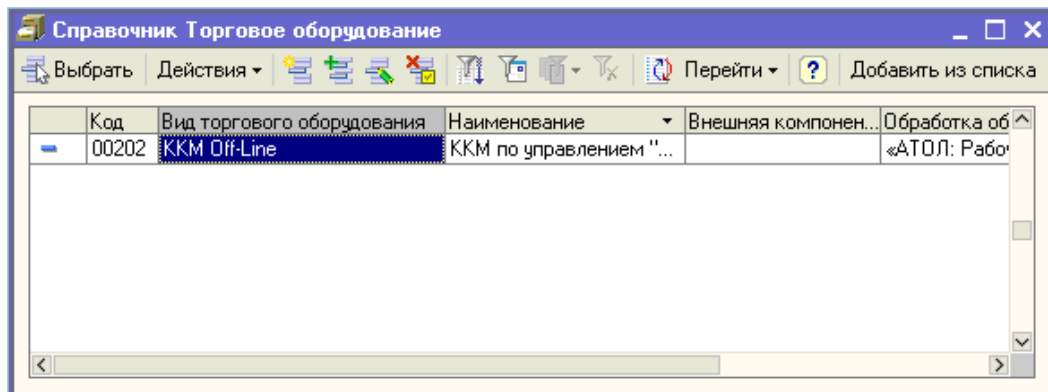 Справочник Торговое оборудование
Выбрать Действия Перейти ? Добавить из списка
Код Вид торгового оборудования Наименование Внешняя компонен... Обработка об
00202 ККМ Off-Line ККМ по управлением "... «АТОЛ: Рабо